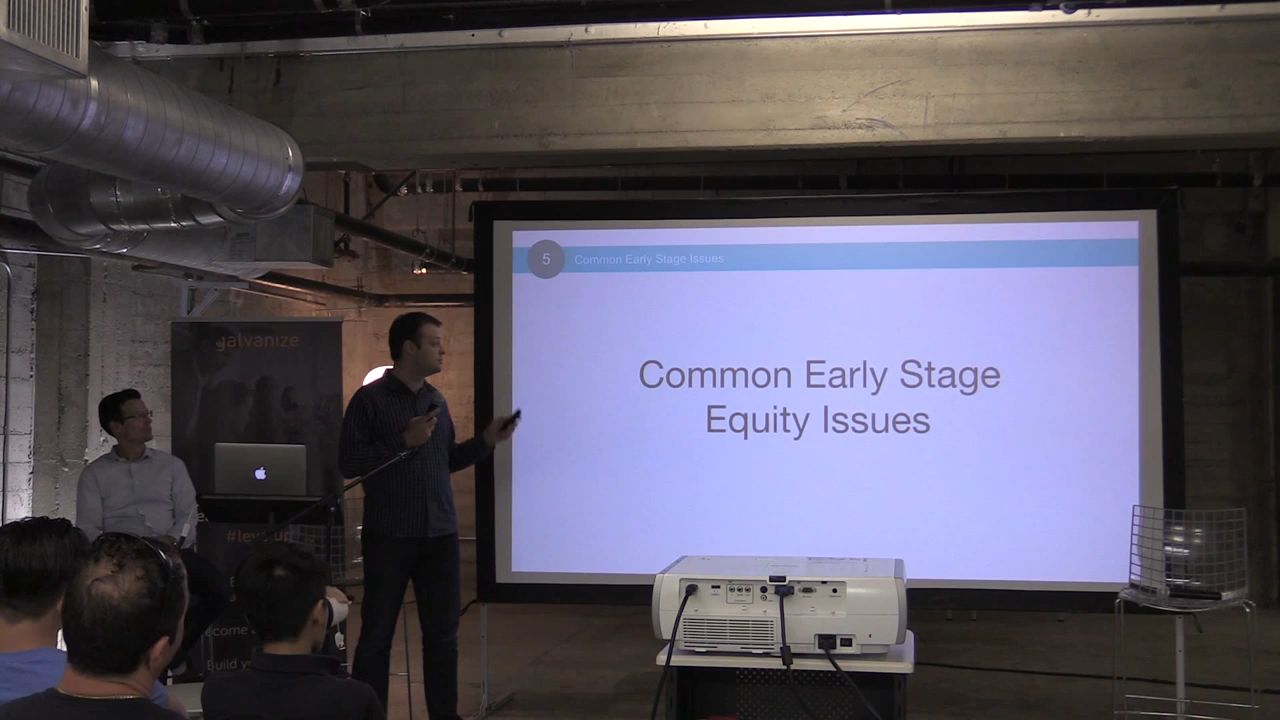 galvanize
5 Common Early Stage Issues
Common Early Stage
Equity Issues